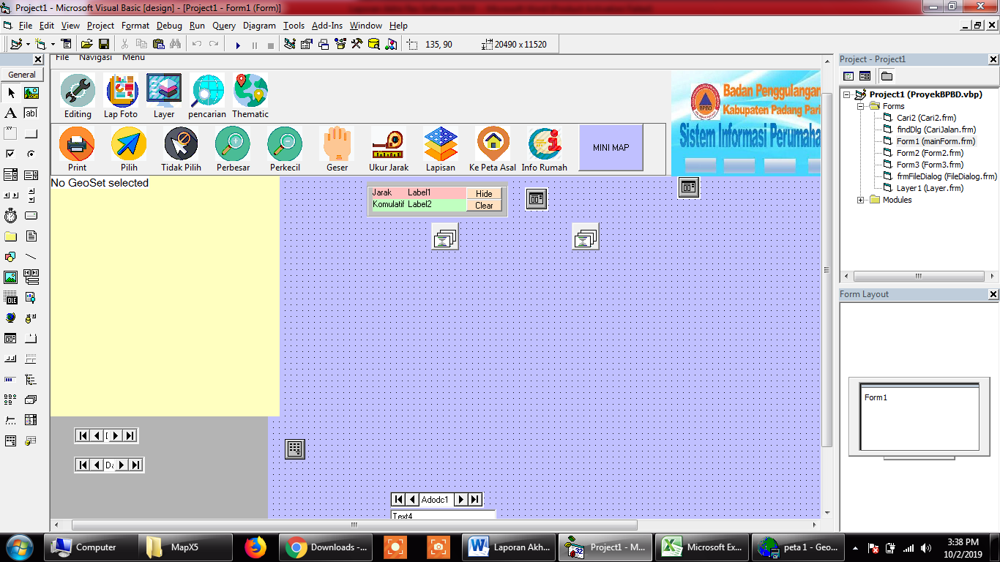 Project1 - Microsoft Visual Basic [design] - [Project1 - Form1 (Form)]
File Edit View Project Format Debug Run Query Diagram Tools Add-Ins Window Help
135, 90 20490 x 11520
General
File Navigasi Menu
Editing Lap Foto Layer pencarian Thematic
Print Pilih Tidak Pilih Perbesar Perkecil Geser Ukur Jarak Lapisan Ke Peta Asal Info Rumah MINI MAP
BPBD
Badan Penggulangan
Kabupaten Padang Pari
Sistem Informasi Perumaha
No GeoSet selected
Jarak Label1 Hide
Komulatif Label2 Clear
Da
Adodc1
Text4
Project - Project1
Project1 (ProyekBPBD.vbp)
Forms
Cari2 (Cari2.frm)
findDlg (CariJalan.frm)
Form1 (mainForm.frm)
Form2 (Form2.frm)
Form3 (Form3.frm)
frmFileDialog (FileDialog.frm)
Layer1 (Layer.frm)
Modules
Form Layout
Form1
Computer MapX5 Downloads -... Laporan Akh... Project1 - M... Microsoft Ex... peta 1 - Geo...
3:38 PM
10/2/2019